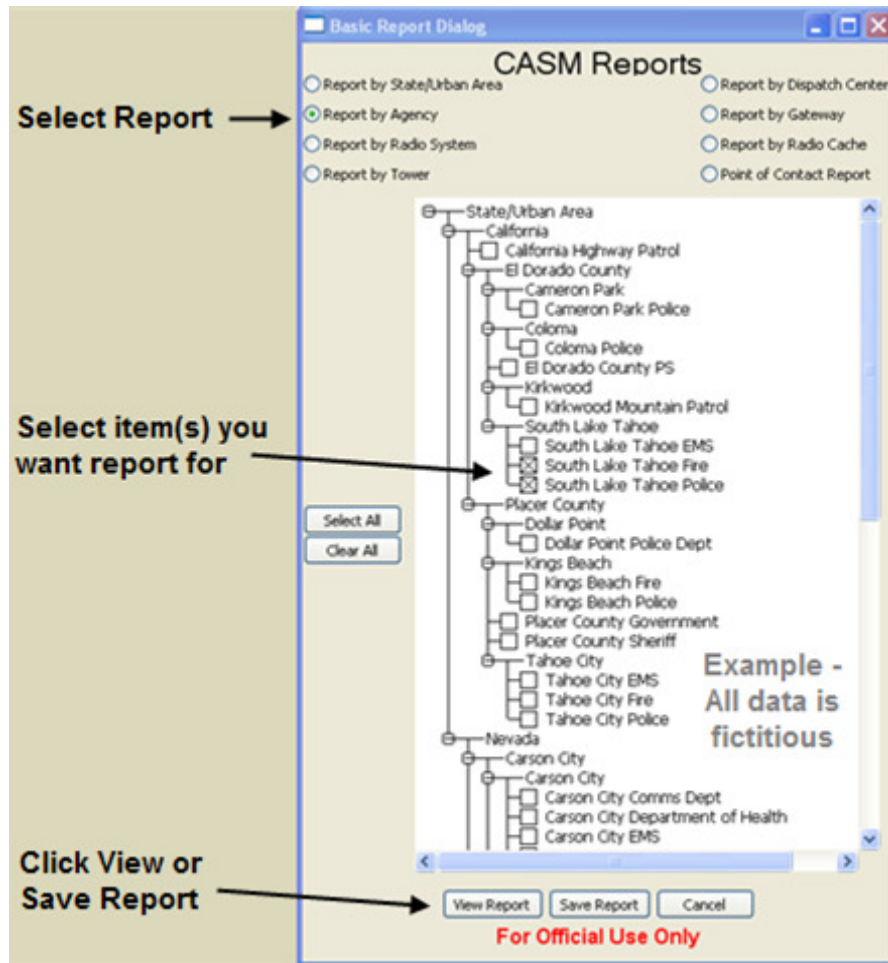 Basic Report Dialog
CASM Reports
Report by State/Urban Area
Report by Dispatch Center
Select Report
Report by Agency
Report by Gateway
Report by Radio System
Report by Radio Cache
Report by Tower
Point of Contact Report
State/Urban Area
California
California Highway Patrol
El Dorado County
Cameron Park
Cameron Park Police
Coloma
Coloma Police
El Dorado County PS
Kirkwood
Kirkwood Mountain Patrol
Select item(s) you
want report for
South Lake Tahoe
South Lake Tahoe EMS
South Lake Tahoe Fire
South Lake Tahoe Police
Placer County
Select All
Clear All
Dollar Point
Dollar Point Police Dept
Kings Beach
Kings Beach Fire
Kings Beach Police
Placer County Government
Placer County Sheriff
Tahoe City
Tahoe City EMS
Tahoe City Fire
Tahoe City Police
Example -
All data is
fictitious
Nevada
Carson City
Carson City
Carson City Comms Dept
Carson City Department of Health
Carson City EMS
Click View or
Save Report
View Report
Save Report
Cancel
For Official Use Only